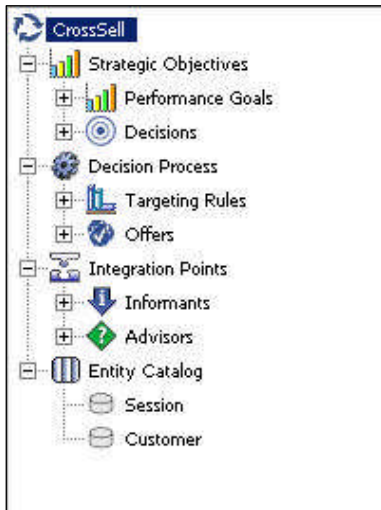 CrossSell
Strategic Objectives
Performance Goals
Decisions
Decision Process
Targeting Rules
Offers
Integration Points
Informants
Advisors
Entity Catalog
Session
Customer